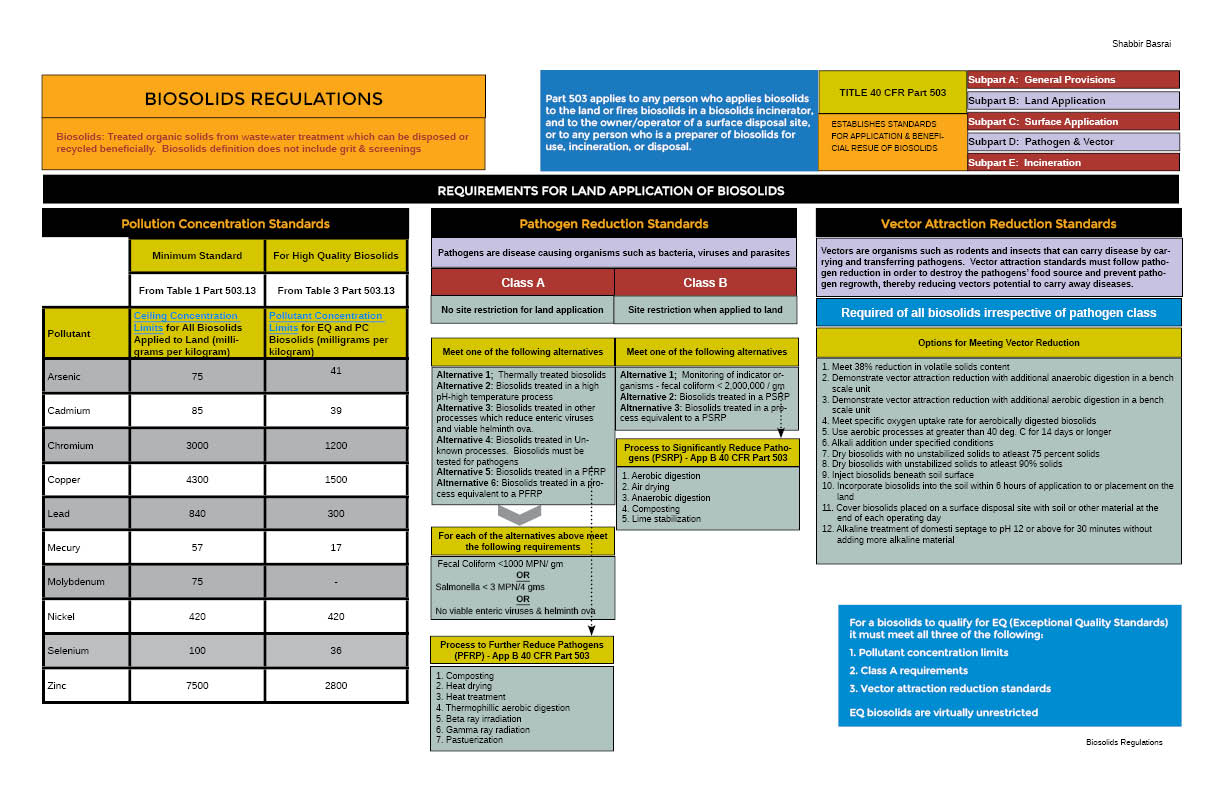 Shabbir Basrai
BIOSOLIDS REGULATIONS
Biosolids: Treated organic solids from wastewater treatment which can be disposed or
recycled beneficially.  Biosolids definition does not include grit & screenings
Part 503 applies to any person who applies biosolids
to the land or fires biosolids in a biosolids incinerator,
and to the owner/operator of a surface disposal site,
or to any person who is a preparer of biosolids for
use, incineration, or disposal.
TITLE 40 CFR Part 503
ESTABLISHES STANDARDS
FOR APPLICATION & BENEFI-
CIAL RESUE OF BIOSOLIDS
Subpart A:  General Provisions
Subpart B:  Land Application
Subpart C:  Surface Application
Subpart D:  Pathogen & Vector
Subpart E:  Incineration
REQUIREMENTS FOR LAND APPLICATION OF BIOSOLIDS
Pollution Concentration Standards
Minimum Standard
For High Quality Biosolids
From Table 1 Part 503.13
From Table 3 Part 503.13
Pollutant
Ceiling Concentration
Limits for All Biosolids
Applied to Land (milli-
grams per kilogram)
Pollutant Concentration
Limits for EQ and PC
Biosolids (milligrams per
kilogram)
Arsenic 75 41
Cadmium 85 39
Chromium 3000 1200
Copper 4300 1500
Lead 840 300
Mecury 57 17
Molybdenum 75 -
Nickel 420 420
Selenium 100 36
Zinc 7500 2800
Pathogen Reduction Standards
Pathogens are disease causing organisms such as bacteria, viruses and parasites
Class A
No site restriction for land application
Meet one of the following alternatives
Alternative 1;  Thermally treated biosolids
Alternative 2: Biosolids treated in a high
pH-high temperature process
Alternative 3: Biosolids treated in other
processes which reduce enteric viruses
and viable helminth ova.
Alternative 4: Biosolids treated in Un-
known processes.  Biosolids must be
tested for pathogens
Alternative 5: Biosolids treated in a PFRP
Altnernative 6: Biosolids treated in a pro-
cess equivalent to a PFRP
For each of the alternatives above meet
the following requirements
Fecal Coliform <1000 MPN/ gm
OR
Salmonella < 3 MPN/4 gms
OR
No viable enteric viruses & helminth ova
Process to Further Reduce Pathogens
(PFRP) - App B 40 CFR Part 503
1. Composting
2. Heat drying
3. Heat treatment
4. Thermophillic aerobic digestion
5. Beta ray irradiation
6. Gamma ray radiation
7. Pastuerization
Class B
Site restriction when applied to land
Meet one of the following alternatives
Alternative 1;  Monitoring of indicator or-
ganisms - fecal coliform < 2,000,000 / gm
Alternative 2: Biosolids treated in a PSRP
Altnernative 3: Biosolids treated in a pro-
cess equivalent to a PSRP
Process to Significantly Reduce Patho-
gens (PSRP) - App B 40 CFR Part 503
1. Aerobic digestion
2. Air drying
3. Anaerobic digestion
4. Composting
5. Lime stabilization
Vector Attraction Reduction Standards
Vectors are organisms such as rodents and insects that can carry disease by car-
rying and transferring pathogens.  Vector attraction standards must follow patho-
gen reduction in order to destroy the pathogens' food source and prevent patho-
gen regrowth, thereby reducing vectors potential to carry away diseases.
Required of all biosolids irrespective of pathogen class
Options for Meeting Vector Reduction
1. Meet 38% reduction in volatile solids content
2. Demonstrate vector attraction reduction with additional anaerobic digestion in a bench
scale unit
3. Demonstrate vector attraction reduction with additional aerobic digestion in a bench
scale unit
4. Meet specific oxygen uptake rate for aerobically digested biosolids
5. Use aerobic processes at greater than 40 deg. C for 14 days or longer
6. Alkali addition under specified conditions
7. Dry biosolids with no unstabilized solids to atleast 75 percent solids
8. Dry biosolids with unstabilized solids to atleast 90% solids
9. Inject biosolids beneath soil surface
10. Incorporate biosolids into the soil within 6 hours of application to or placement on the
land
11. Cover biosolids placed on a surface disposal site with soil or other material at the
end of each operating day
12. Alkaline treatment of domesti septage to pH 12 or above for 30 minutes without
adding more alkaline material
For a biosolids to qualify for EQ (Exceptional Quality Standards)
it must meet all three of the following:
1. Pollutant concentration limits
2. Class A requirements
3. Vector attraction reduction standards
EQ biosolids are virtually unrestricted
Biosolids Regulations